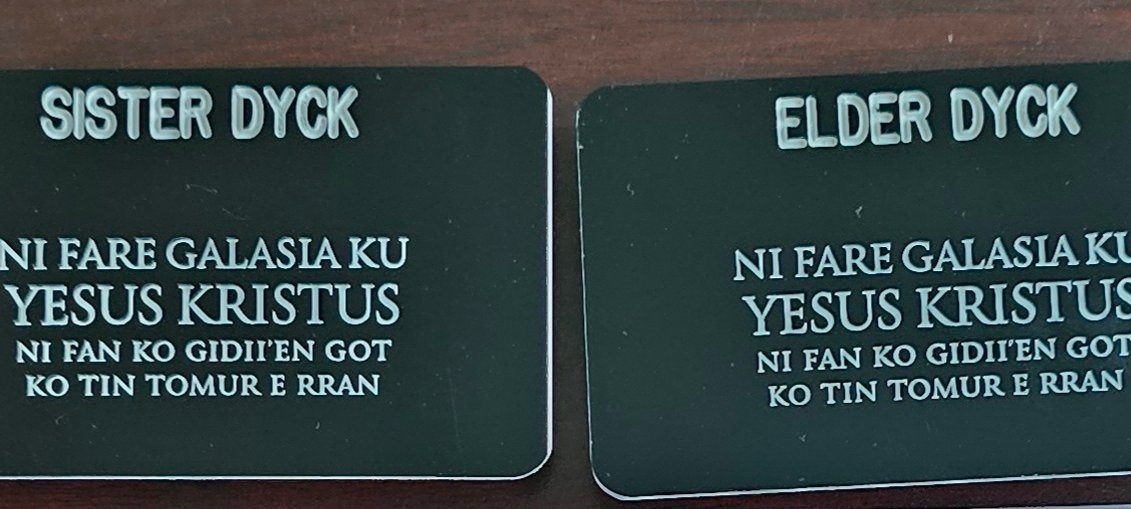 SISTER DYCK
NI FARE GALASIA KU
YESUS KRISTUS
NI FAN KO GIDII'EN GOT
KO TIN TOMUR E RRAN
ELDER DYCK
NI FARE GALASIA KU
YESUS KRISTUS
NI FAN KO GIDII'EN GOT
KO TIN TOMUR E RRAN